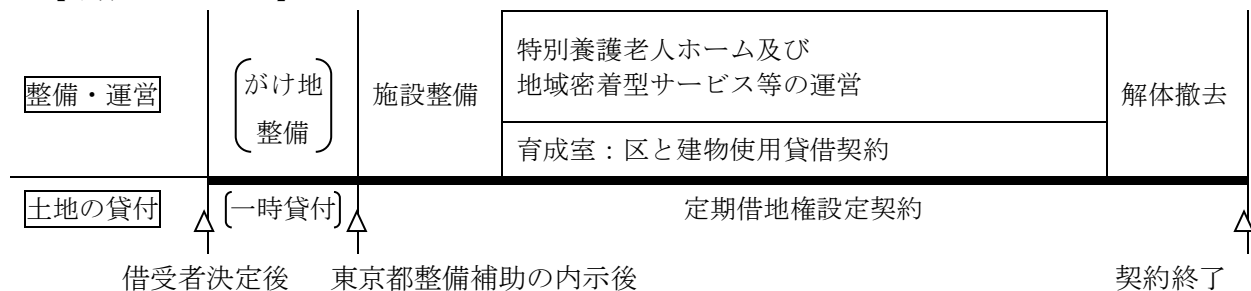 整備・運営
がけ地
整備
施設整備
特別養護老人ホーム及び
地域密着型サービス等の運営
育成室：区と建物使用貸借契約
解体撤去
土地の貸付
一時貸付
定期借地権設定契約
借受者決定後
東京都整備補助の内示後
契約終了